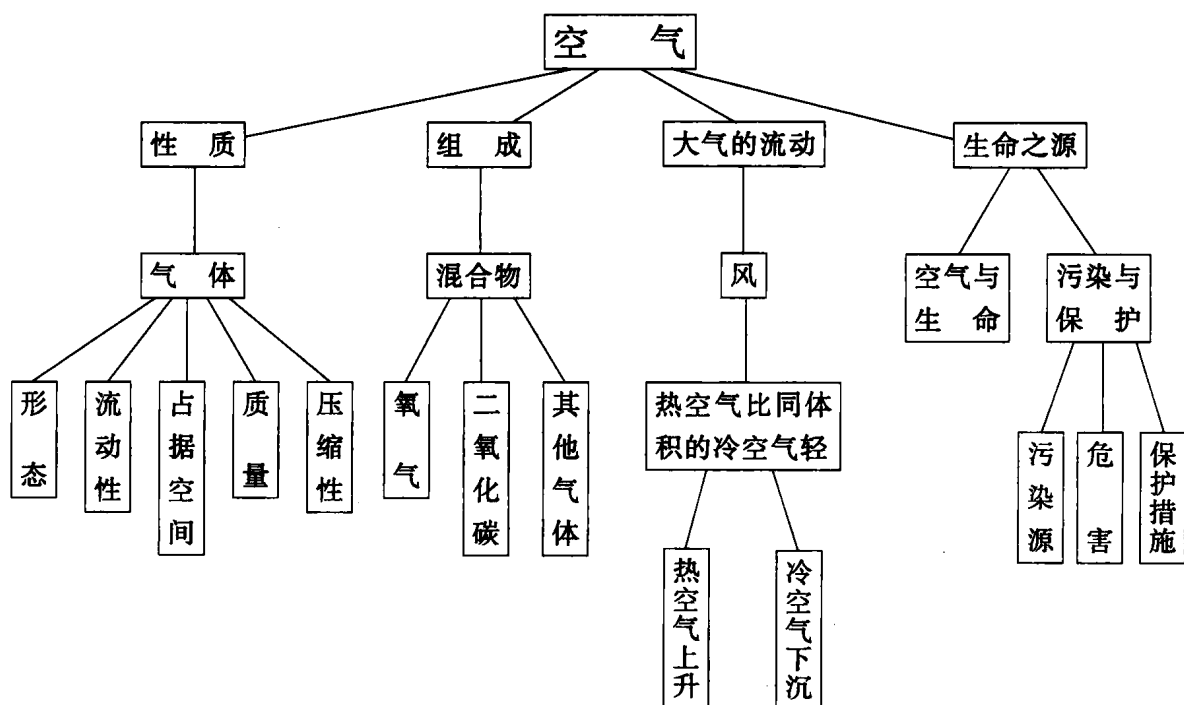 空 气
性 质
组 成
大气的流动
生命之源
气 体
混合物
风
空气与
生 命
污染与
保 护
形态
流动性
占据空间
质量
压缩性
氧气
二氧化碳
其他气体
热空气比同体
积的冷空气轻
污染源
危害
保护措施
热空气上升
冷空气下沉